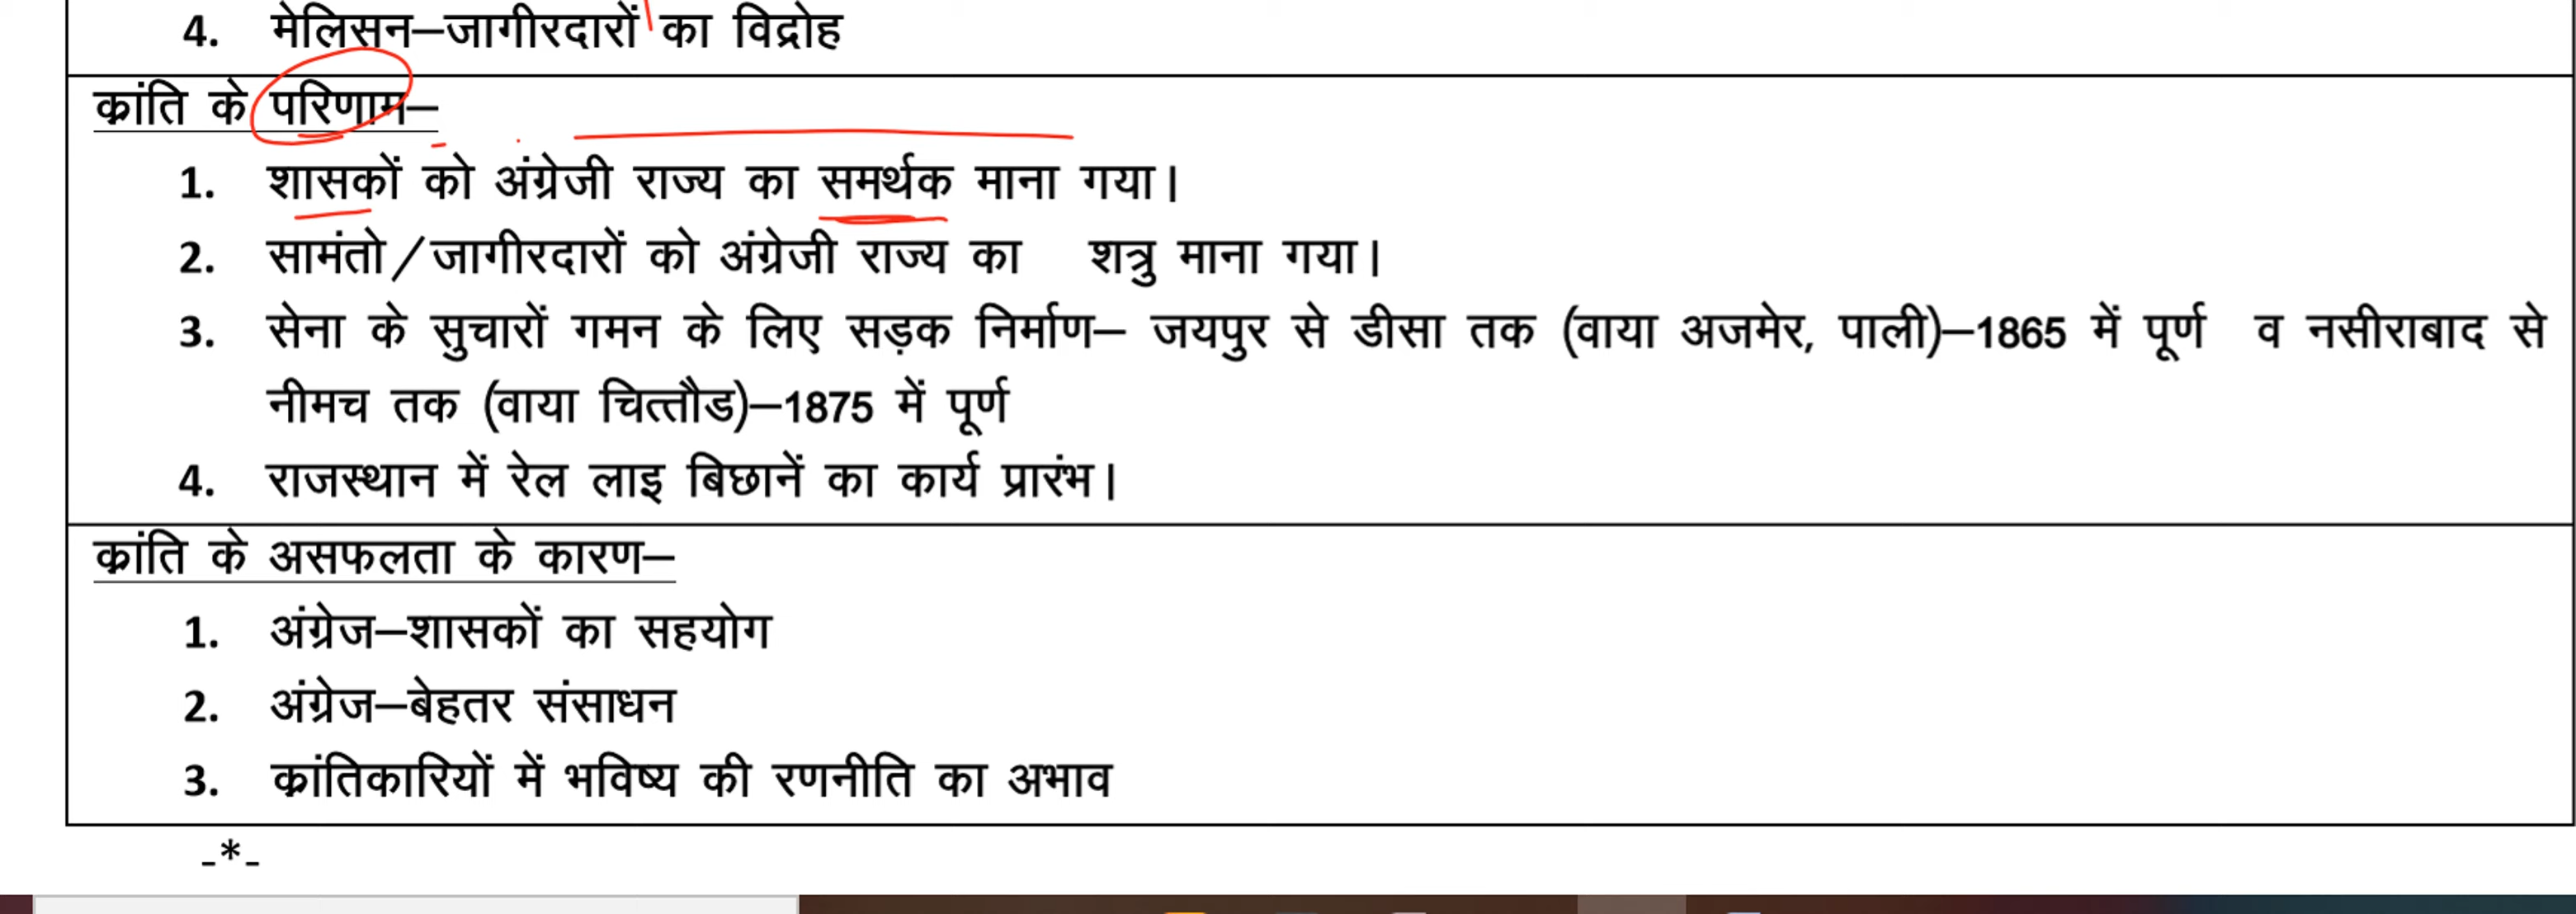 4. मेलिसन–जागीरदारों का विद्रोह
क्रांति के परिणाम–
1. शासकों को अंग्रेजी राज्य का समर्थक माना गया।
2. सामंतो/जागीरदारों को अंग्रेजी राज्य का शत्रु माना गया।
3. सेना के सुचारों गमन के लिए सड़क निर्माण– जयपुर से डीसा तक (वाया अजमेर, पाली)–1865 में पूर्ण व नसीराबाद से
नीमच तक (वाया चित्तौड)–1875 में पूर्ण
4. राजस्थान में रेल लाइ बिछानें का कार्य प्रारंभ।
क्रांति के असफलता के कारण–
1. अंग्रेज–शासकों का सहयोग
2. अंग्रेज–बेहतर संसाधन
3. क्रांतिकारियों में भविष्य की रणनीति का अभाव
-*-